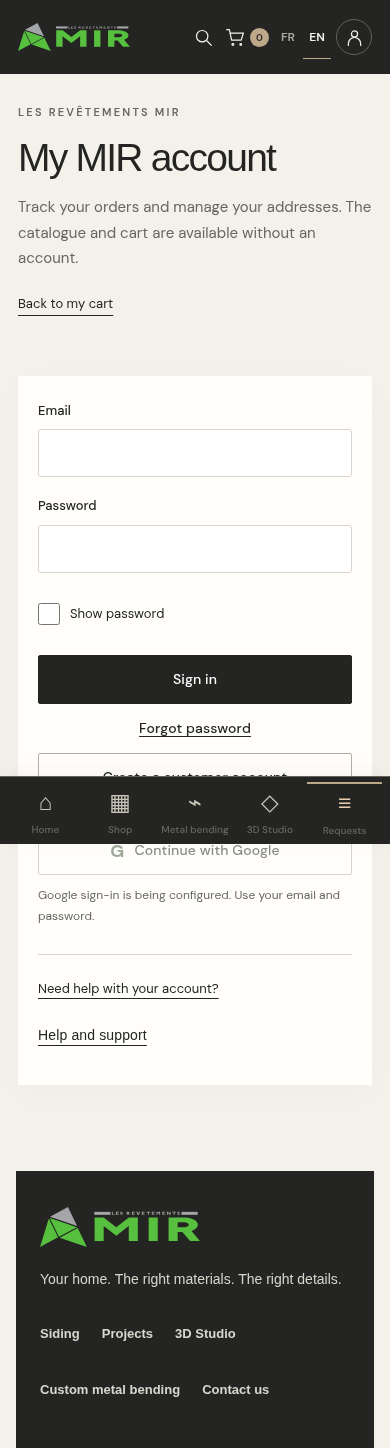 LES REVÊTEMENTS
MIR
0
FR
EN
LES REVÊTEMENTS MIR
My MIR account
Track your orders and manage your addresses. The
catalogue and cart are available without an
account.
Back to my cart
Email
Password
Show password
Sign in
Forgot password
Create a customer account
Home
Shop
Metal bending
3D Studio
Requests
G Continue with Google
Google sign-in is being configured. Use your email and
password.
Need help with your account?
Help and support
LES REVETEMENTS
MIR
Your home. The right materials. The right details.
Siding Projects 3D Studio
Custom metal bending Contact us